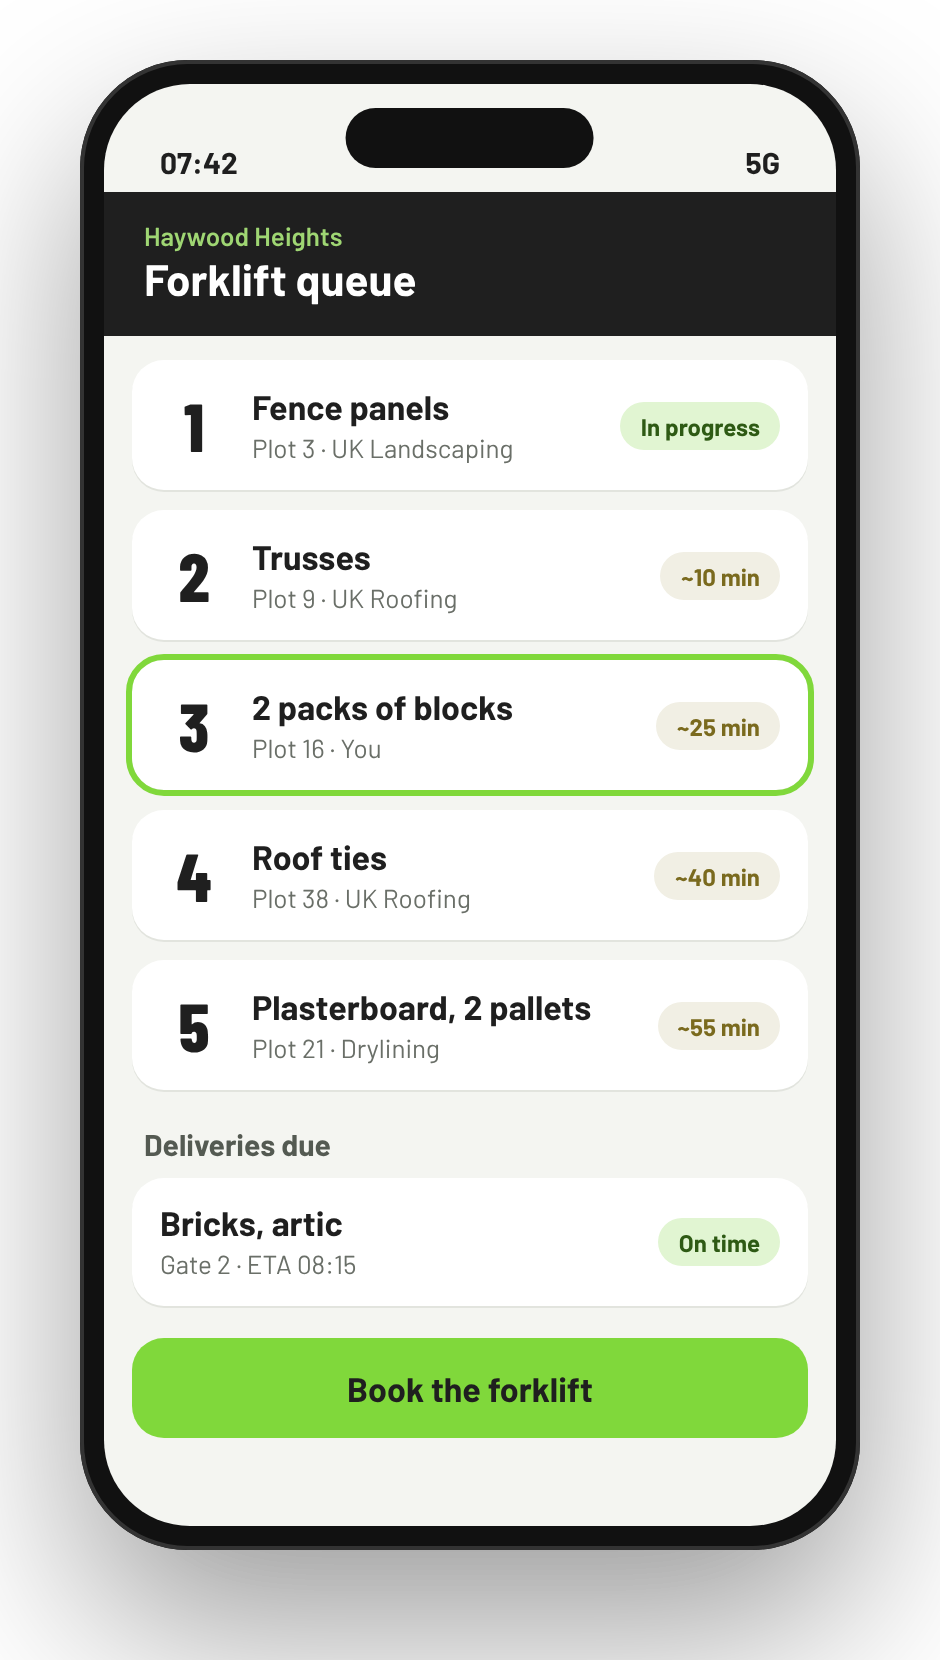 07:42
5G
Haywood Heights
Forklift queue
1
Fence panels
Plot 3 · UK Landscaping
In progress
2
Trusses
Plot 9 · UK Roofing
~10 min
3
2 packs of blocks
Plot 16 · You
~25 min
4
Roof ties
Plot 38 · UK Roofing
~40 min
5
Plasterboard, 2 pallets
Plot 21 · Drylining
~55 min
Deliveries due
Bricks, artic
Gate 2 · ETA 08:15
On time
Book the forklift